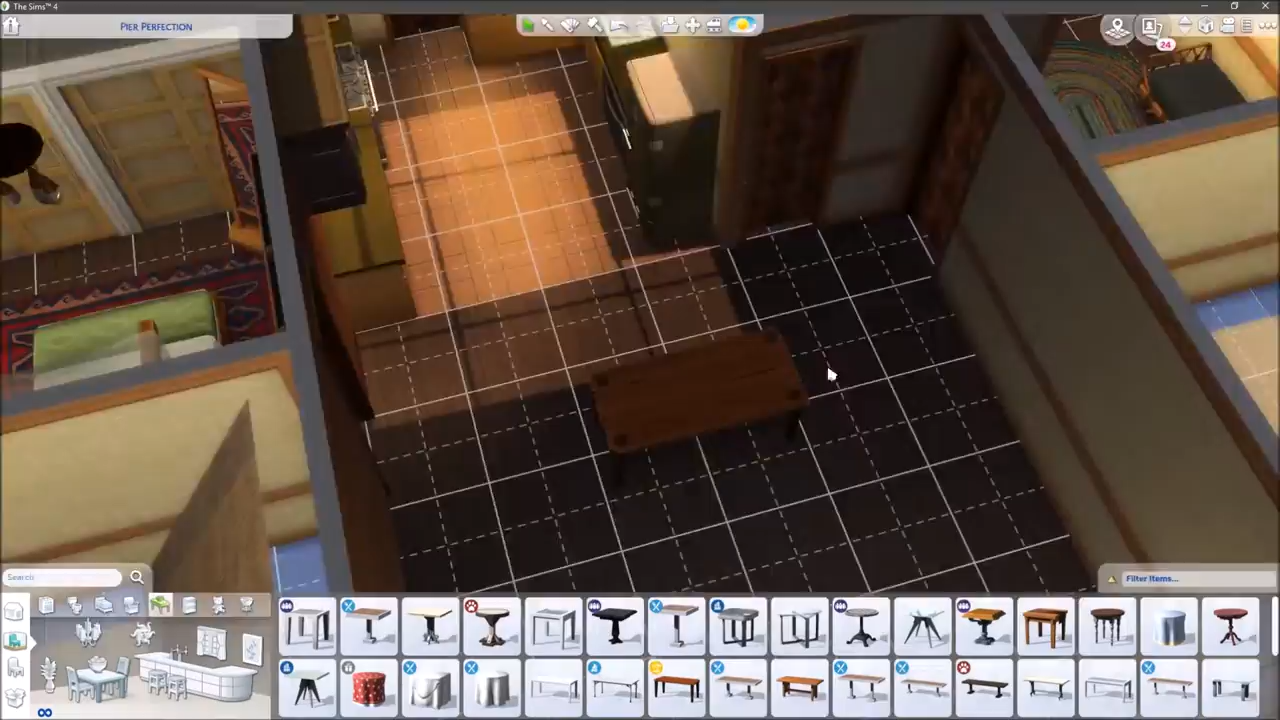 The Sims™ 4
PIER PERFECTION
24
Search
Filter Items...